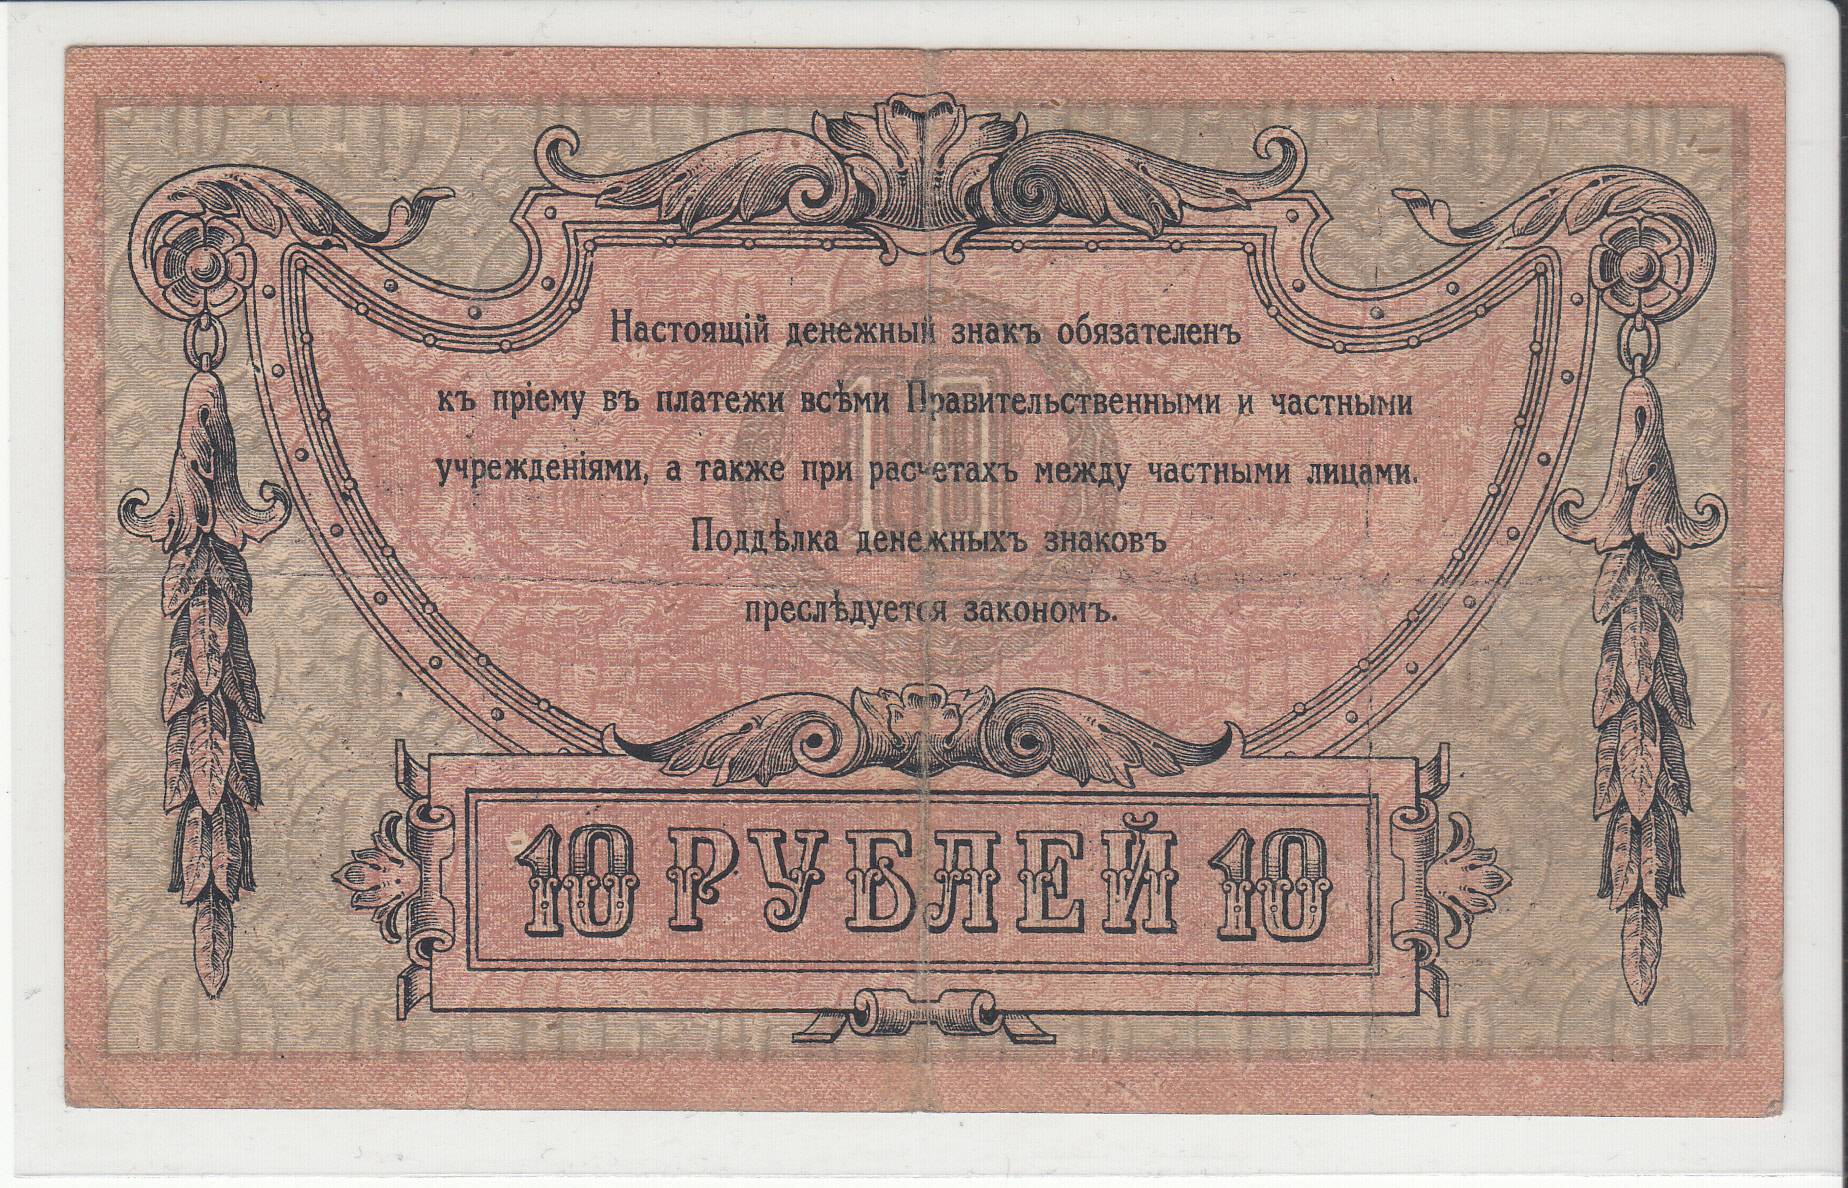 Настоящій денежный знакъ обязателенъ
къ пріему въ платежи всѣми Правительственными и частными
учрежденіями, а также при расчетахъ между частными лицами.
Поддѣлка денежныхъ знаковъ
преслѣдуется закономъ.
10
10 РУБЛЕЙ 10